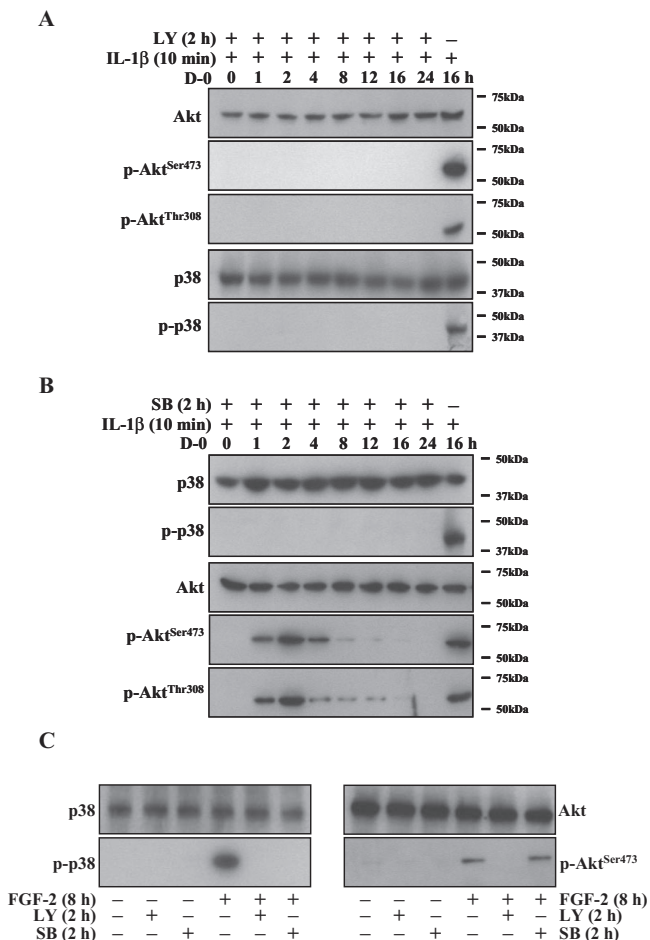 A
LY (2 h) + + + + + + + + –
IL-1β (10 min) + + + + + + + + +
D-0 0 1 2 4 8 12 16 24 16 h
Akt
75kDa
50kDa
p-AktSer473
75kDa
50kDa
p-AktThr308
75kDa
50kDa
p38
50kDa
37kDa
p-p38
50kDa
37kDa
B
SB (2 h) + + + + + + + + –
IL-1β (10 min) + + + + + + + + +
D-0 0 1 2 4 8 12 16 24 16 h
p38
50kDa
37kDa
p-p38
50kDa
37kDa
Akt
75kDa
50kDa
p-AktSer473
75kDa
50kDa
p-AktThr308
75kDa
50kDa
C
p38
Akt
p-p38
p-AktSer473
FGF-2 (8 h) – – – + + + – – – + + + FGF-2 (8 h)
LY (2 h) – + – – + – – + – – + – LY (2 h)
SB (2 h) – – + – – + – – + – – + SB (2 h)